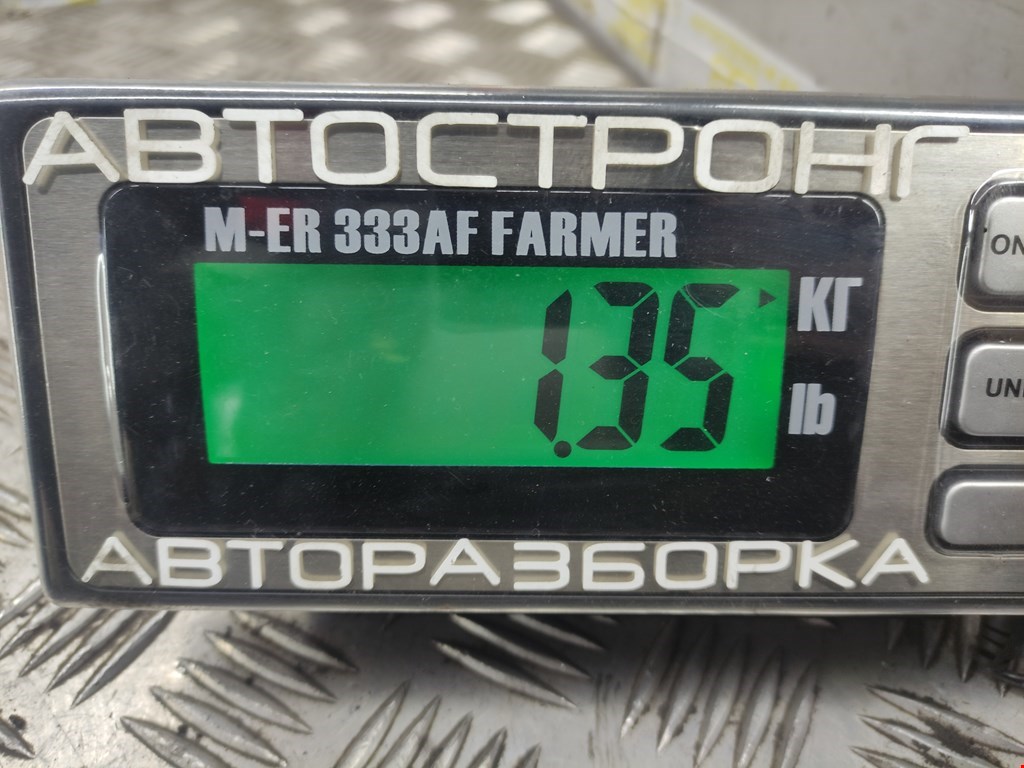 АВТОСТРОНГ
M-ER 333AF FARMER
1.35
КГ
lb
АВТОРАЗБОРКА